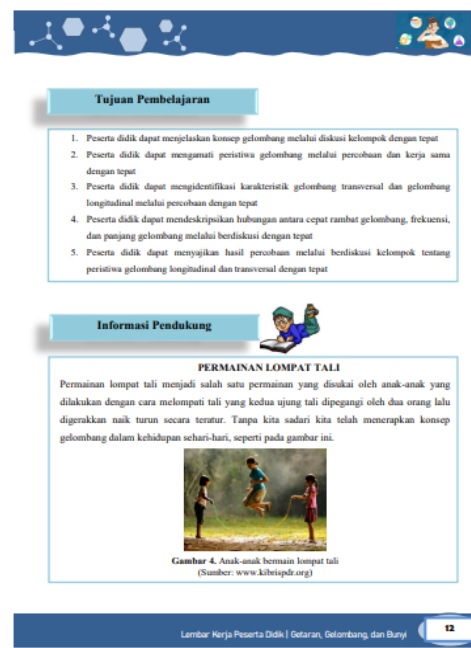 Tujuan Pembelajaran
1. Peserta didik dapat menjelaskan konsep gelombang melalui diskusi kelompok dengan tepat
2. Peserta didik dapat mengamati peristiwa gelombang melalui percobaan dan kerja sama
dengan tepat
3. Peserta didik dapat mengidentifikasi karakteristik gelombang transversal dan gelombang
longitudinal melalui percobaan dengan tepat
4. Peserta didik dapat mendeskripsikan hubungan antara cepat rambat gelombang, frekuensi,
dan panjang gelombang melalui berdiskusi dengan tepat
5. Peserta didik dapat menyajikan hasil percobaan melalui berdiskusi kelompok tentang
peristiwa gelombang longitudinal dan transversal dengan tepat
Informasi Pendukung
PERMAINAN LOMPAT TALI
Permainan lompat tali menjadi salah satu permainan yang disukai oleh anak-anak yang
dilakukan dengan cara melompati tali yang kedua ujung tali dipegangi oleh dua orang lalu
digerakkan naik turun secara teratur. Tanpa kita sadari kita telah menerapkan konsep
gelombang dalam kehidupan sehari-hari, seperti pada gambar ini.
Gambar 4. Anak-anak bermain lompat tali
(Sumber: www.kibrispdr.org)
Lembar Kerja Peserta Didik | Getaran, Gelombang, dan Bunyi
12